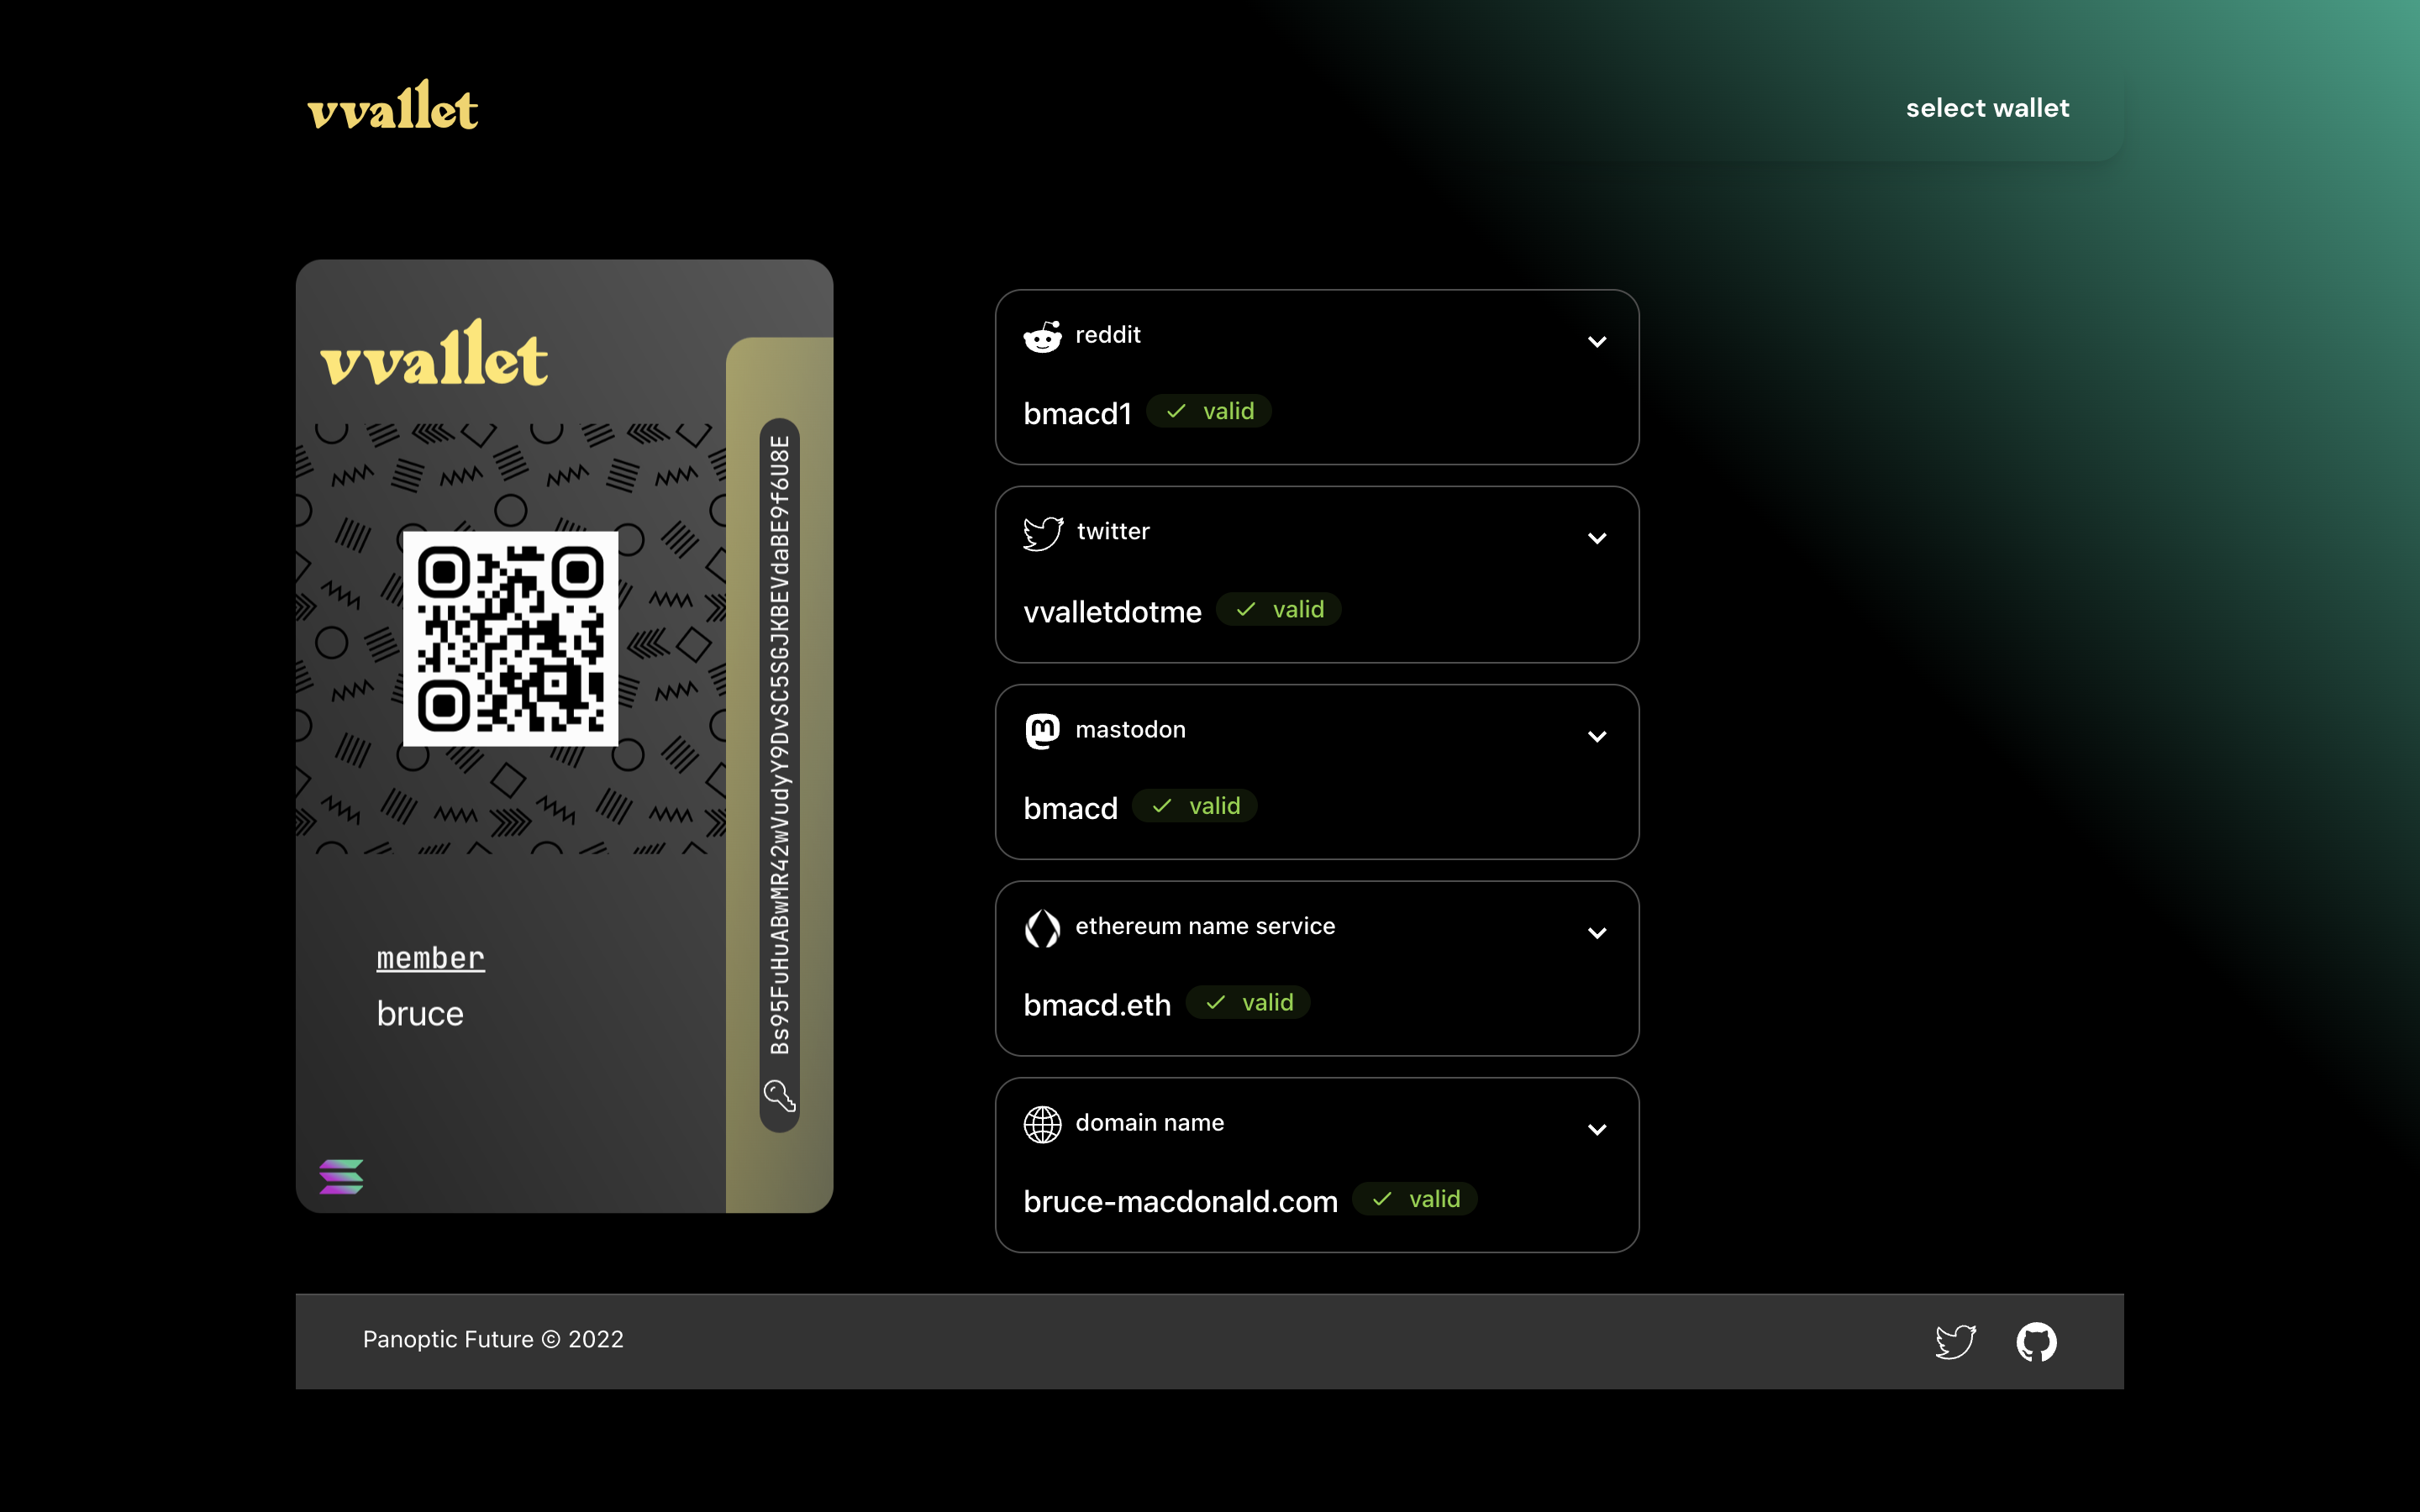 vvallet
select wallet
vvallet
Bs95FuHuABwMR42wVudyY9DvSC5SGJKBEVdaBE9f6U8E
member
bruce
reddit
bmacd1 valid
twitter
vvalletdotme valid
mastodon
bmacd valid
ethereum name service
bmacd.eth valid
domain name
bruce-macdonald.com valid
Panoptic Future © 2022